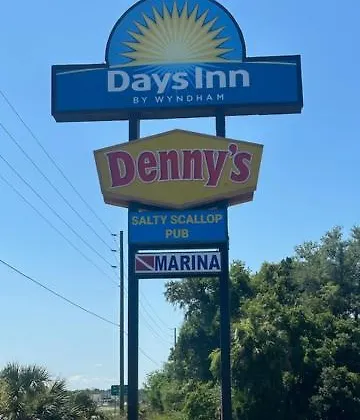 Days Inn
BY WYNDHAM
Denny's
SALTY SCALLOP
PUB
MARINA